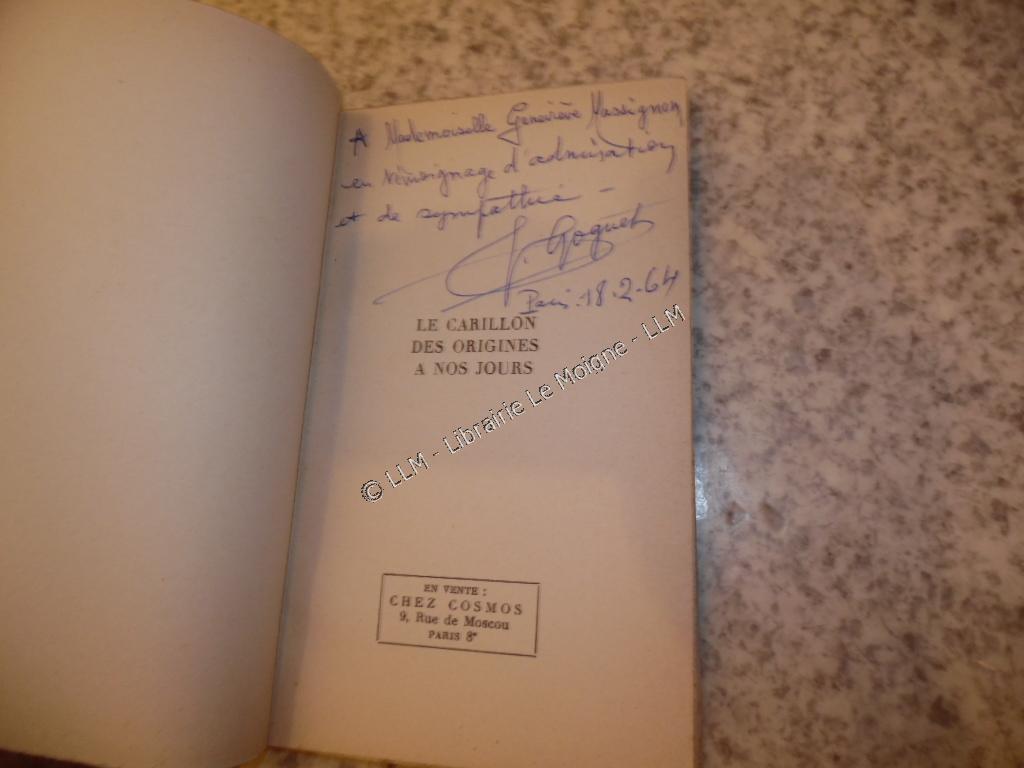 A Mademoiselle Geneviève Massignon
en témoignage d'admiration
et de sympathie -
J. Goguet
Paris. 18.2.64
LE CARILLON
DES ORIGINES
A NOS JOURS
© LLM - Librairie Le Moigne - LLM
EN VENTE :
CHEZ COSMOS
9, Rue de Moscou
PARIS 8e